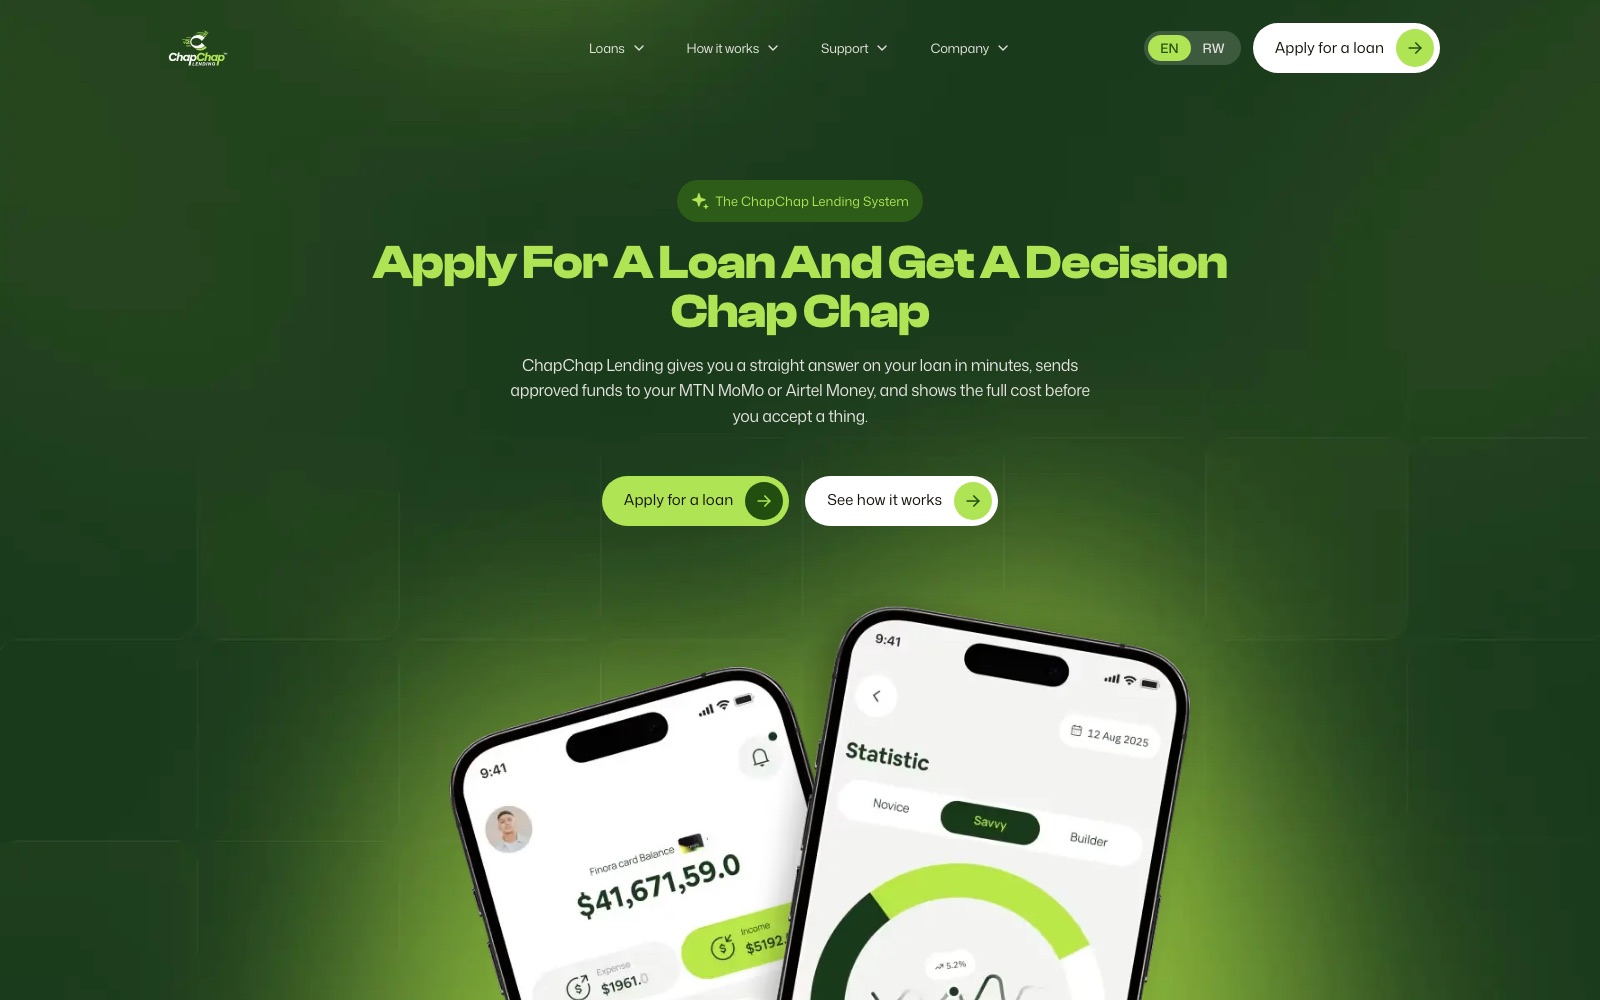 Loans
How it works
Support
Company
EN
RW
Apply for a loan
ChapChap
LENDING
The ChapChap Lending System
Apply For A Loan And Get A Decision
Chap Chap
ChapChap Lending gives you a straight answer on your loan in minutes, sends
approved funds to your MTN MoMo or Airtel Money, and shows the full cost before
you accept a thing.
Apply for a loan
See how it works
9:41
Finora card Balance
$41,671,59.0
Income
$5192.
Expense
$1961.0
9:41
12 Aug 2025
Statistic
Novice
Savvy
Builder
5.2%